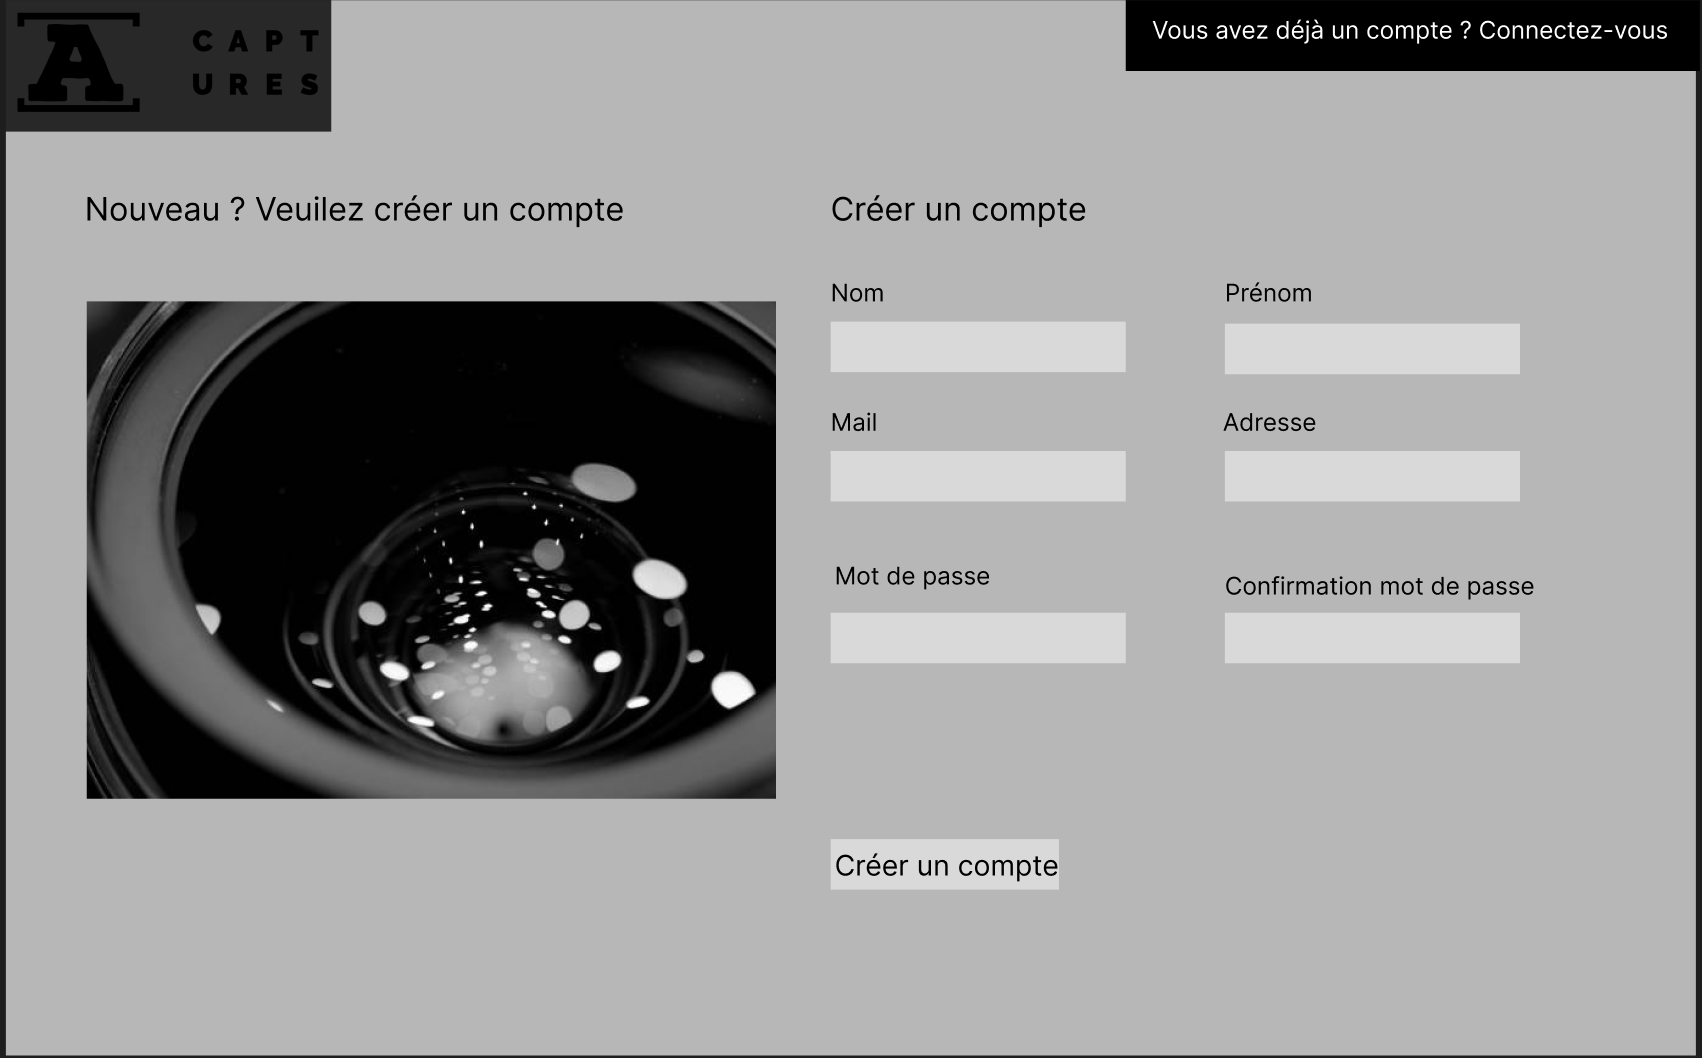 A
CAPT
URES
Vous avez déjà un compte ? Connectez-vous
Nouveau ? Veuilez créer un compte
Créer un compte
Nom
Prénom
Mail
Adresse
Mot de passe
Confirmation mot de passe
Créer un compte